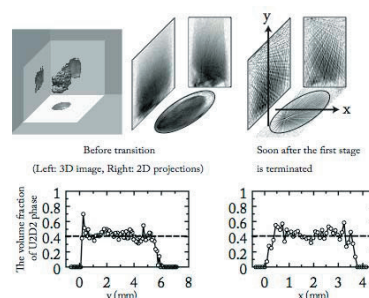 y
x
Before transition
(Left: 3D image, Right: 2D projections)
Soon after the first stage
is terminated
The volume fraction
of U2D2 phase
1
0.8
0.6
0.4
0.2
0
0 2 4 6 8
y (mm)
1
0.8
0.6
0.4
0.2
0
0 1 2 3 4
x (mm)